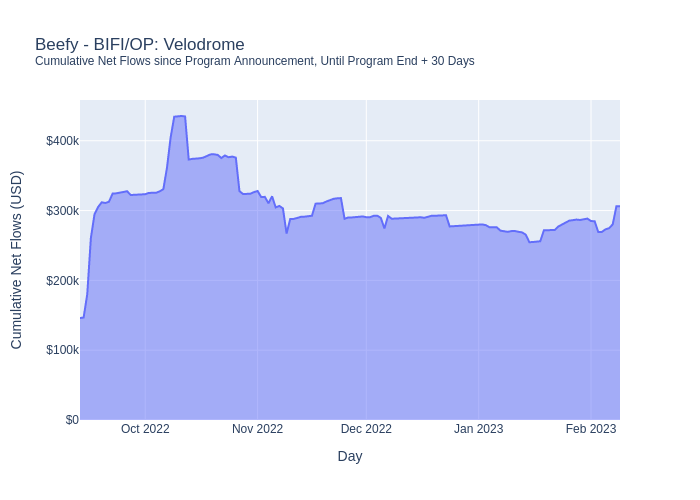 Beefy - BIFI/OP: Velodrome
Cumulative Net Flows since Program Announcement, Until Program End + 30 Days
Cumulative Net Flows (USD)
$400k
$300k
$200k
$100k
$0
Oct 2022
Nov 2022
Dec 2022
Jan 2023
Feb 2023
Day